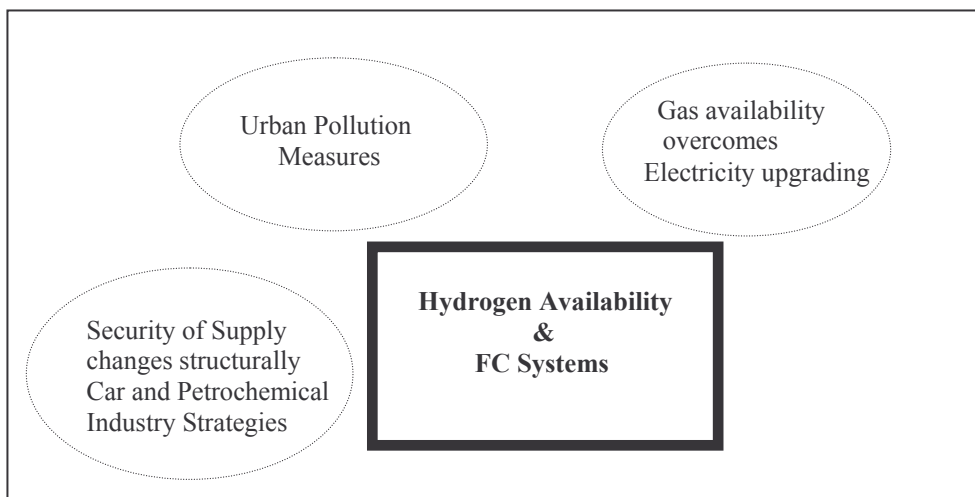 Urban Pollution
Measures
Gas availability
overcomes
Electricity upgrading
Hydrogen Availability
&
FC Systems
Security of Supply
changes structurally
Car and Petrochemical
Industry Strategies